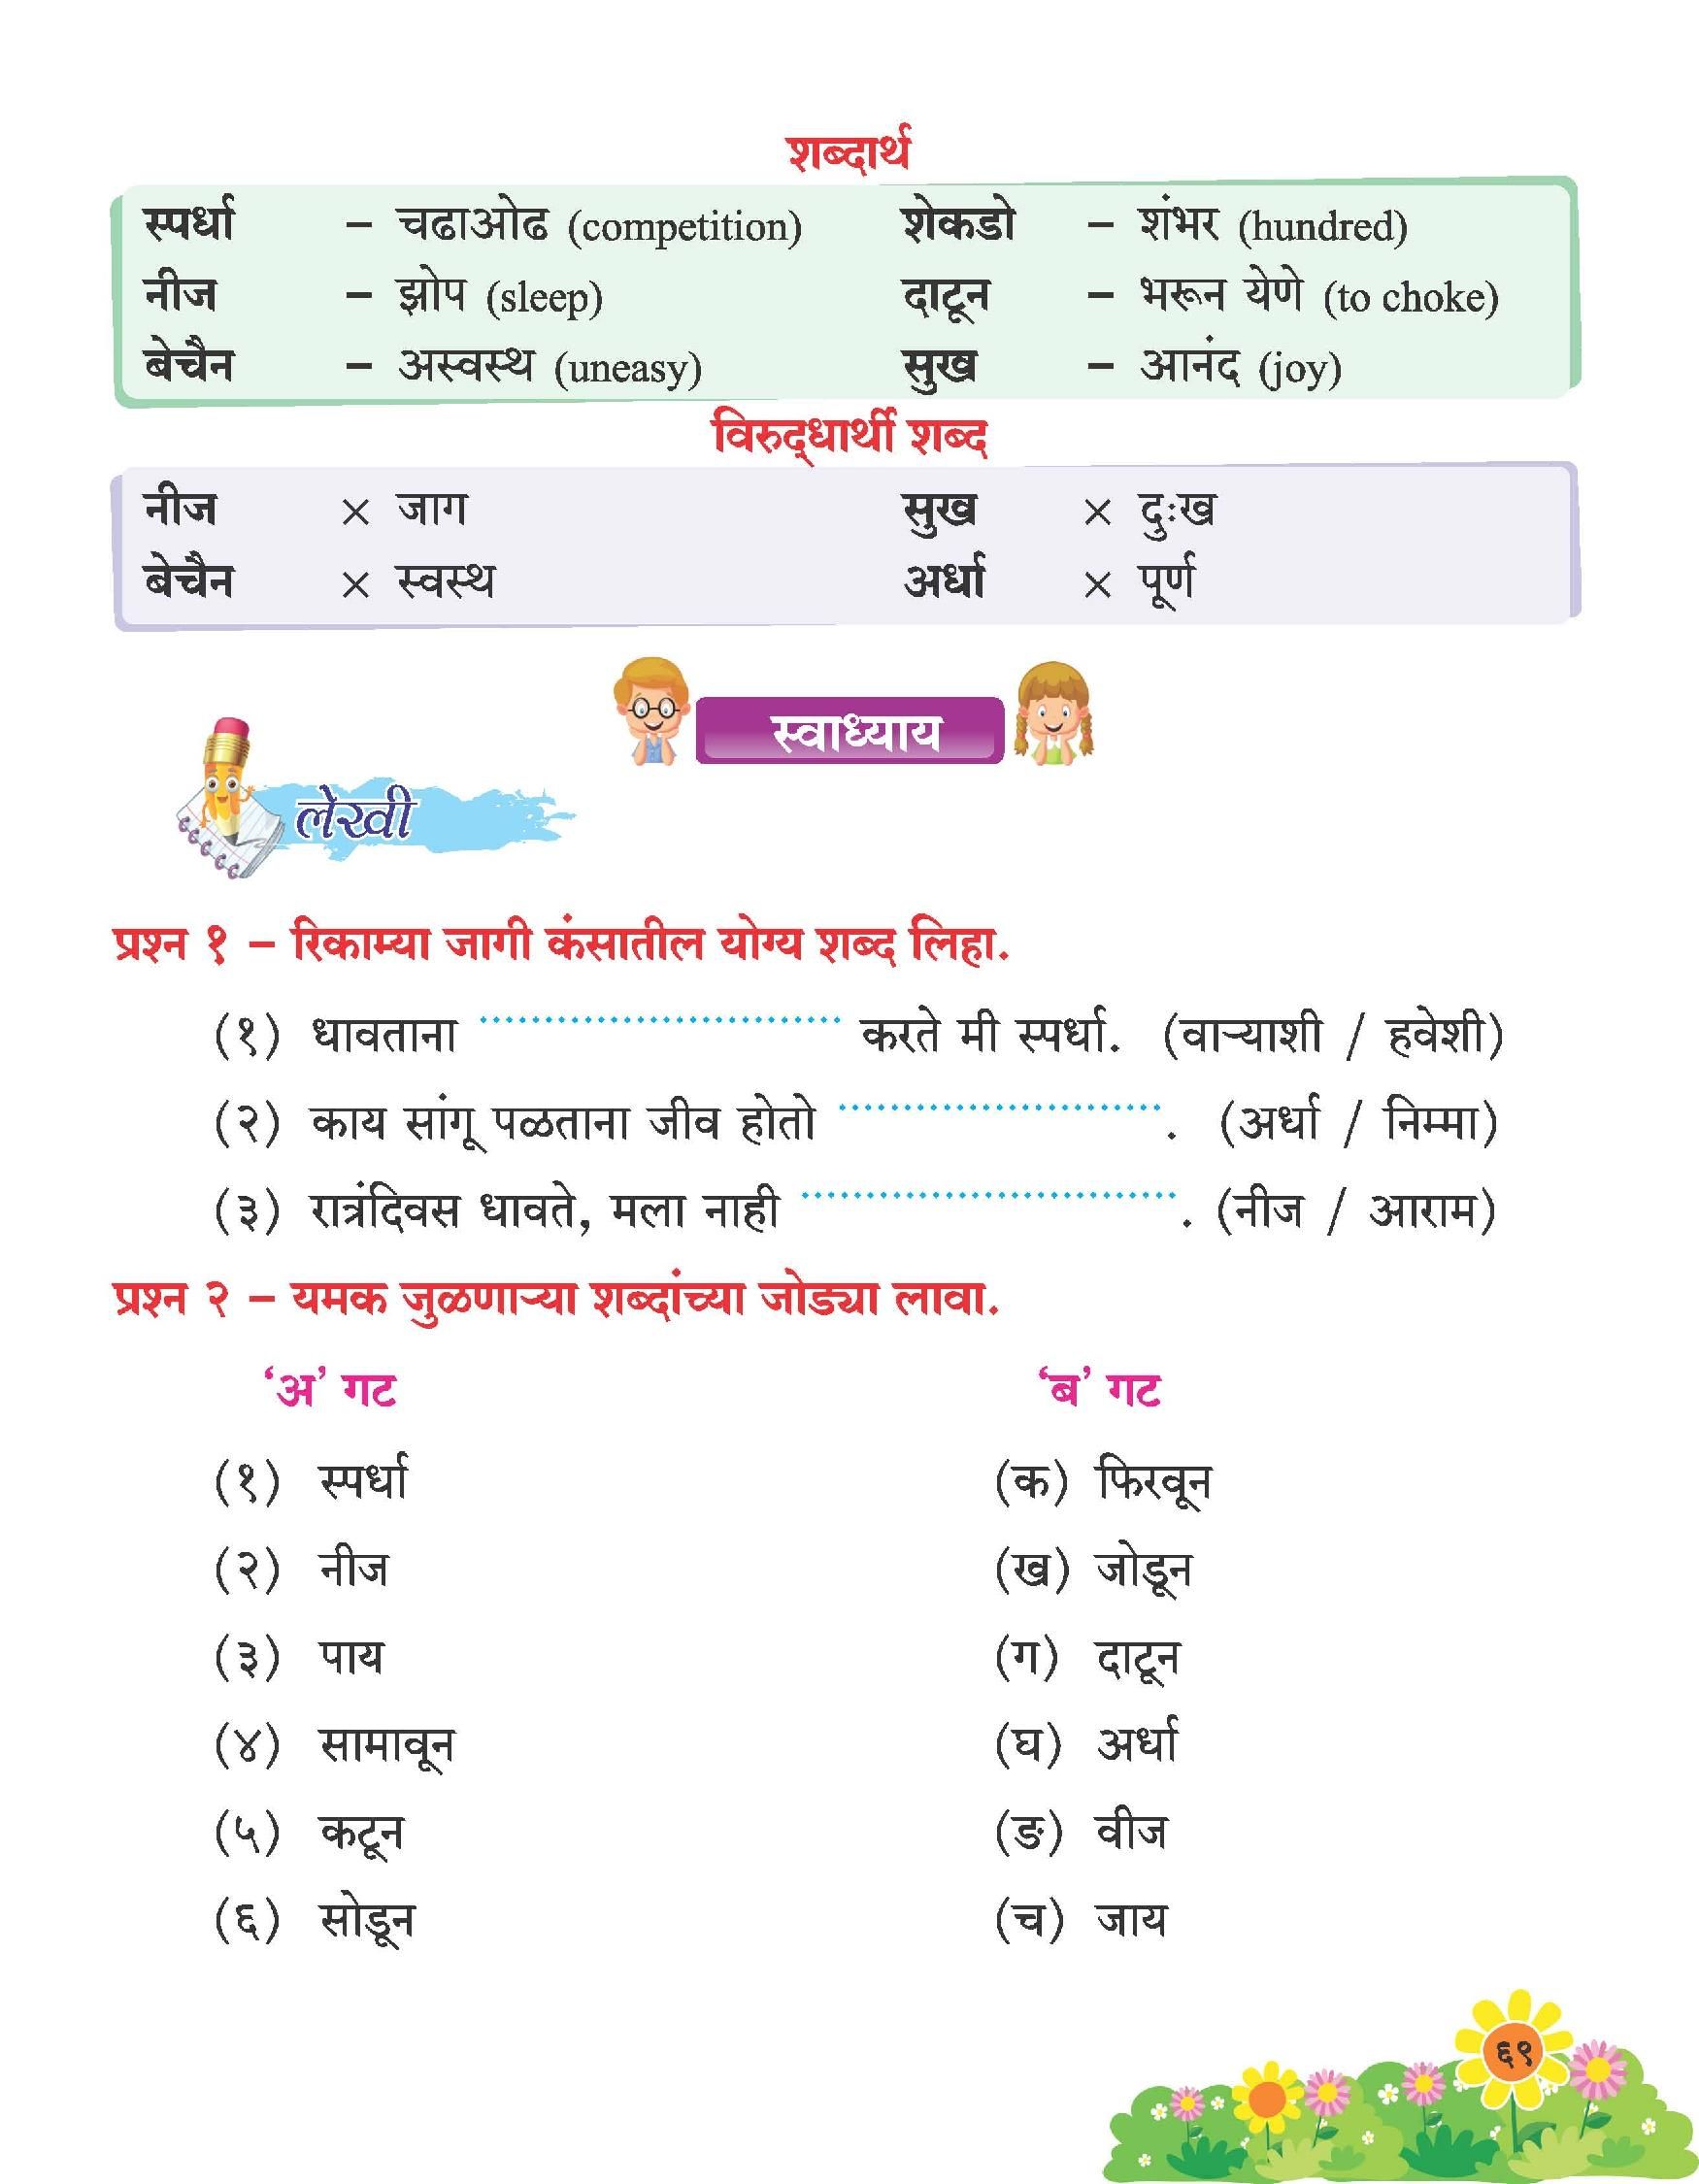 शब्दार्थ
स्पर्धा – चढाओढ (competition) शेकडो – शंभर (hundred)
नीज – झोप (sleep) दाटून – भरून येणे (to choke)
बेचैन – अस्वस्थ (uneasy) सुख – आनंद (joy)
विरुद्धार्थी शब्द
नीज × जाग सुख × दुःख
बेचैन × स्वस्थ अर्धा × पूर्ण
स्वाध्याय
लेखी
प्रश्न १ – रिकाम्या जागी कंसातील योग्य शब्द लिहा.
(१) धावताना ........................... करते मी स्पर्धा. (वाऱ्याशी / हवेशी)
(२) काय सांगू पळताना जीव होतो ........................ . (अर्धा / निम्मा)
(३) रात्रंदिवस धावते, मला नाही ............................ . (नीज / आराम)
प्रश्न २ – यमक जुळणाऱ्या शब्दांच्या जोड्या लावा.
‘अ’ गट ‘ब’ गट
(१) स्पर्धा (क) फिरवून
(२) नीज (ख) जोडून
(३) पाय (ग) दाटून
(४) सामावून (घ) अर्धा
(५) कटून (ङ) वीज
(६) सोडून (च) जाय
६९